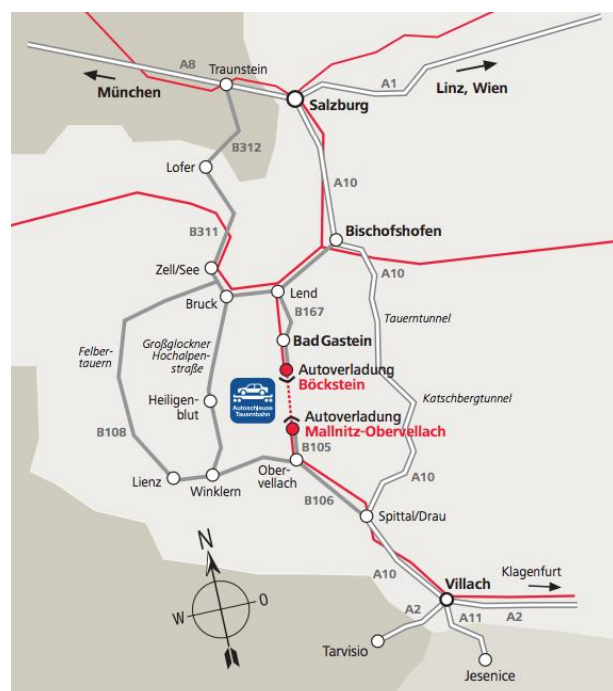 A8
Traunstein
München
A1
Linz, Wien
Salzburg
B312
Lofer
A10
B311
Bischofshofen
Zell/See
A10
Lend
Bruck
B167
Tauerntunnel
Felber-
tauern
Großglockner
Hochalpen-
straße
Bad Gastein
Autoverladung
Böckstein
Heiligen-
blut
Autoschleuse
Tauernbahn
Katschbergtunnel
Autoverladung
Mallnitz-Obervellach
B108
B105
Ober-
vellach
A10
Lienz
Winklern
B106
Spittal/Drau
N
W
O
S
A10
Klagenfurt
Villach
A2
A11
A2
Tarvisio
Jesenice